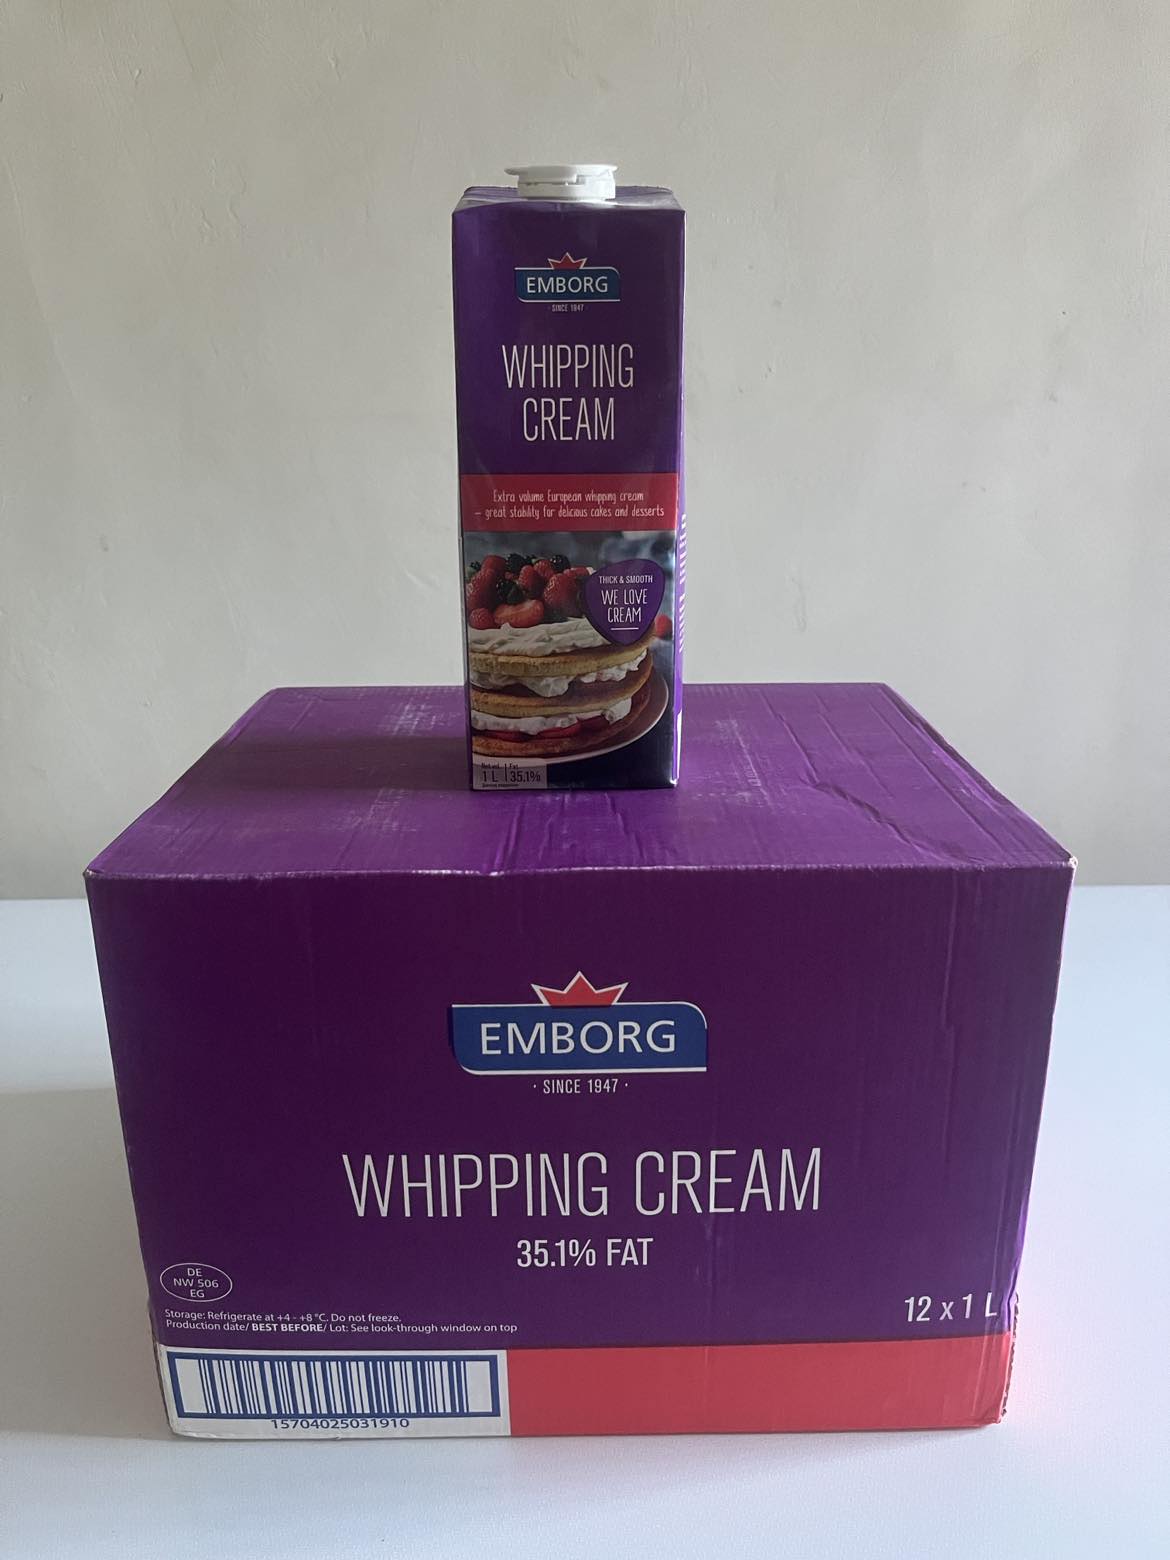 EMBORG
SINCE 1947
WHIPPING
CREAM
Extra volume European whipping cream
– great stability for delicious cakes and desserts
THICK & SMOOTH
WE LOVE
CREAM
Net vol. Fat
1 L 35.1%
EMBORG
· SINCE 1947 ·
WHIPPING CREAM
35.1% FAT
DE
NW 506
EG
12 x 1 L
Storage: Refrigerate at +4 - +8 °C. Do not freeze.
Production date/ BEST BEFORE/ Lot: See look-through window on top
15704025031910